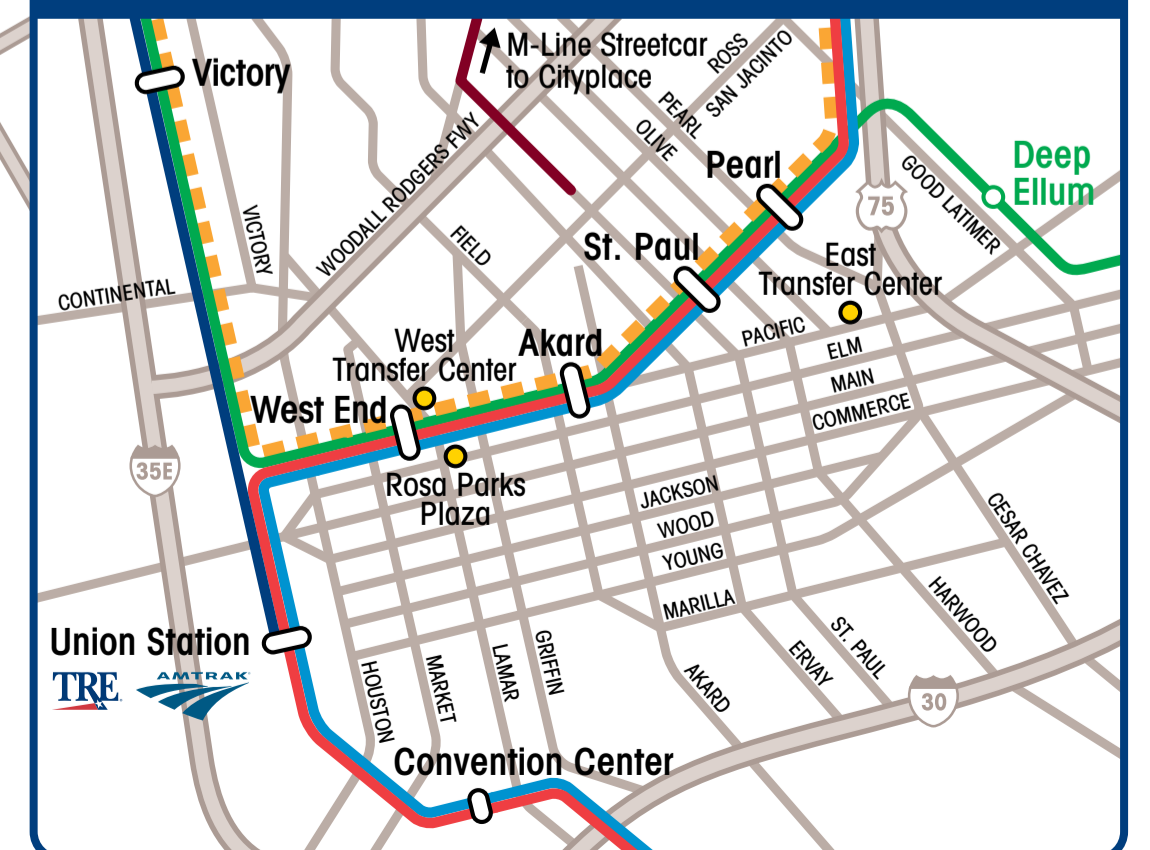 M-Line Streetcar
to Cityplace
ROSS
SAN JACINTO
Victory
PEARL
OLIVE
WOODALL RODGERS FWY
Pearl
Deep
Ellum
GOOD LATIMER
75
VICTORY
FIELD
St. Paul
East
Transfer Center
CONTINENTAL
PACIFIC
West
Transfer Center
Akard
ELM
MAIN
COMMERCE
West End
35E
Rosa Parks
Plaza
JACKSON
WOOD
YOUNG
MARILLA
CESAR CHAVEZ
HARWOOD
Union Station
TRE
AMTRAK
HOUSTON
MARKET
LAMAR
GRIFFIN
AKARD
ERVAY
ST. PAUL
30
Convention Center